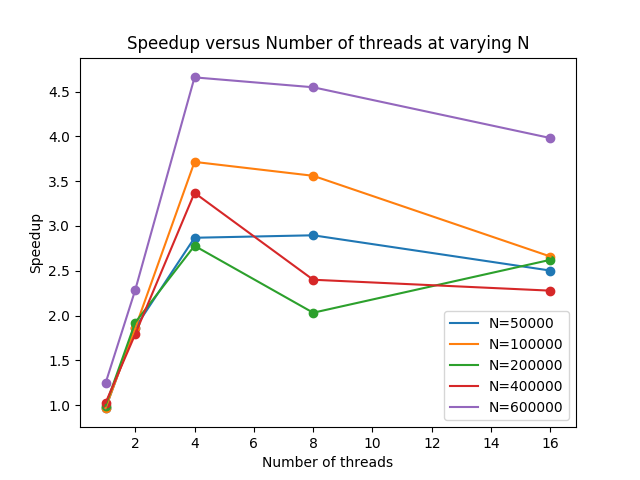 Speedup versus Number of threads at varying N
Speedup
4.5
4.0
3.5
3.0
2.5
2.0
1.5
1.0
N=50000
N=100000
N=200000
N=400000
N=600000
2 4 6 8 10 12 14 16
Number of threads